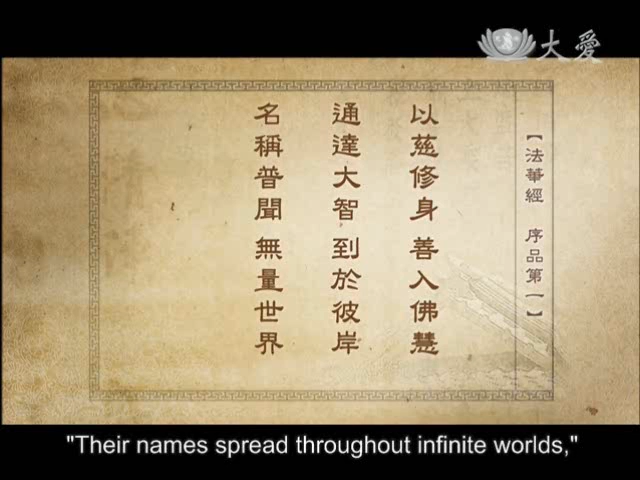 大愛
【法華經 序品第一】
以慈修身 善入佛慧
通達大智 到於彼岸
名稱普聞 無量世界
"Their names spread throughout infinite worlds,"